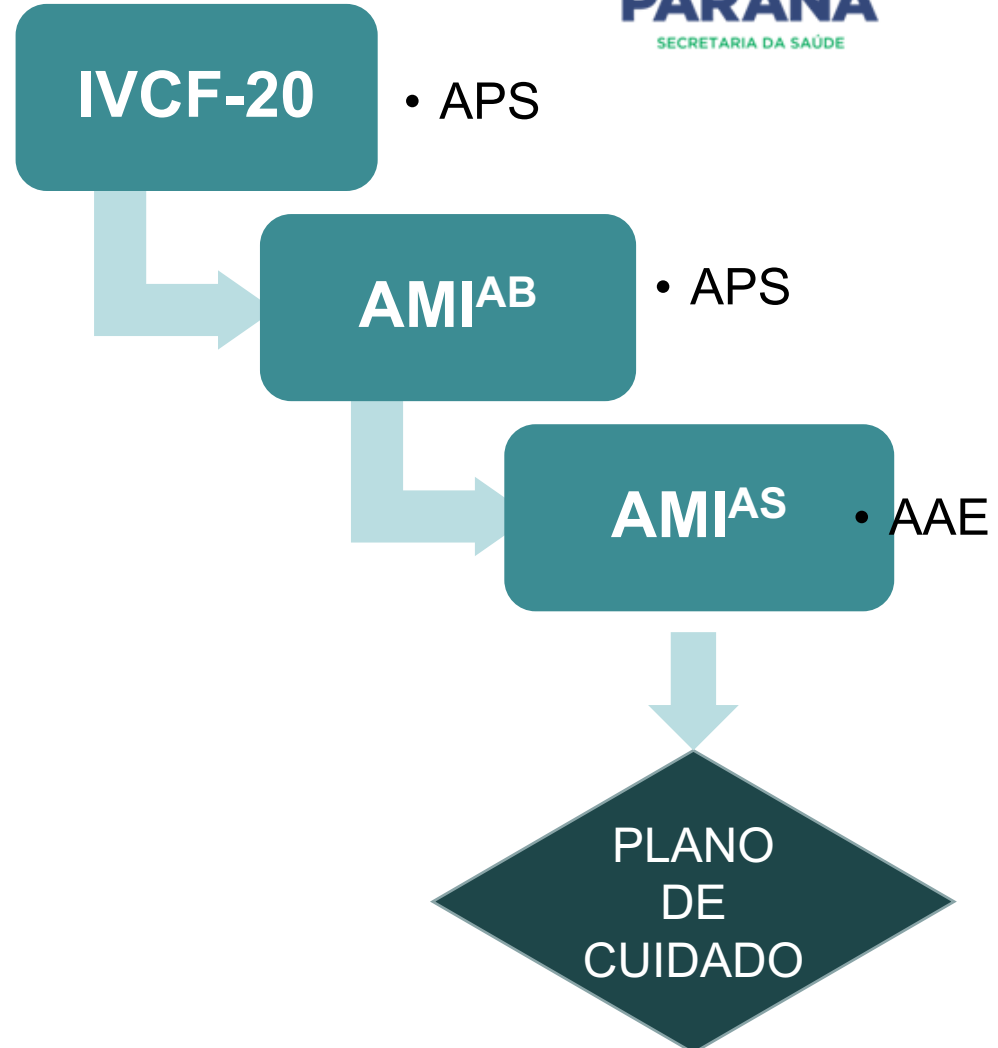 PARANÁ
SECRETARIA DA SAÚDE
IVCF-20
• APS
AMIᴬᴮ
• APS
AMIᴬˢ
• AAE
PLANO
DE
CUIDADO